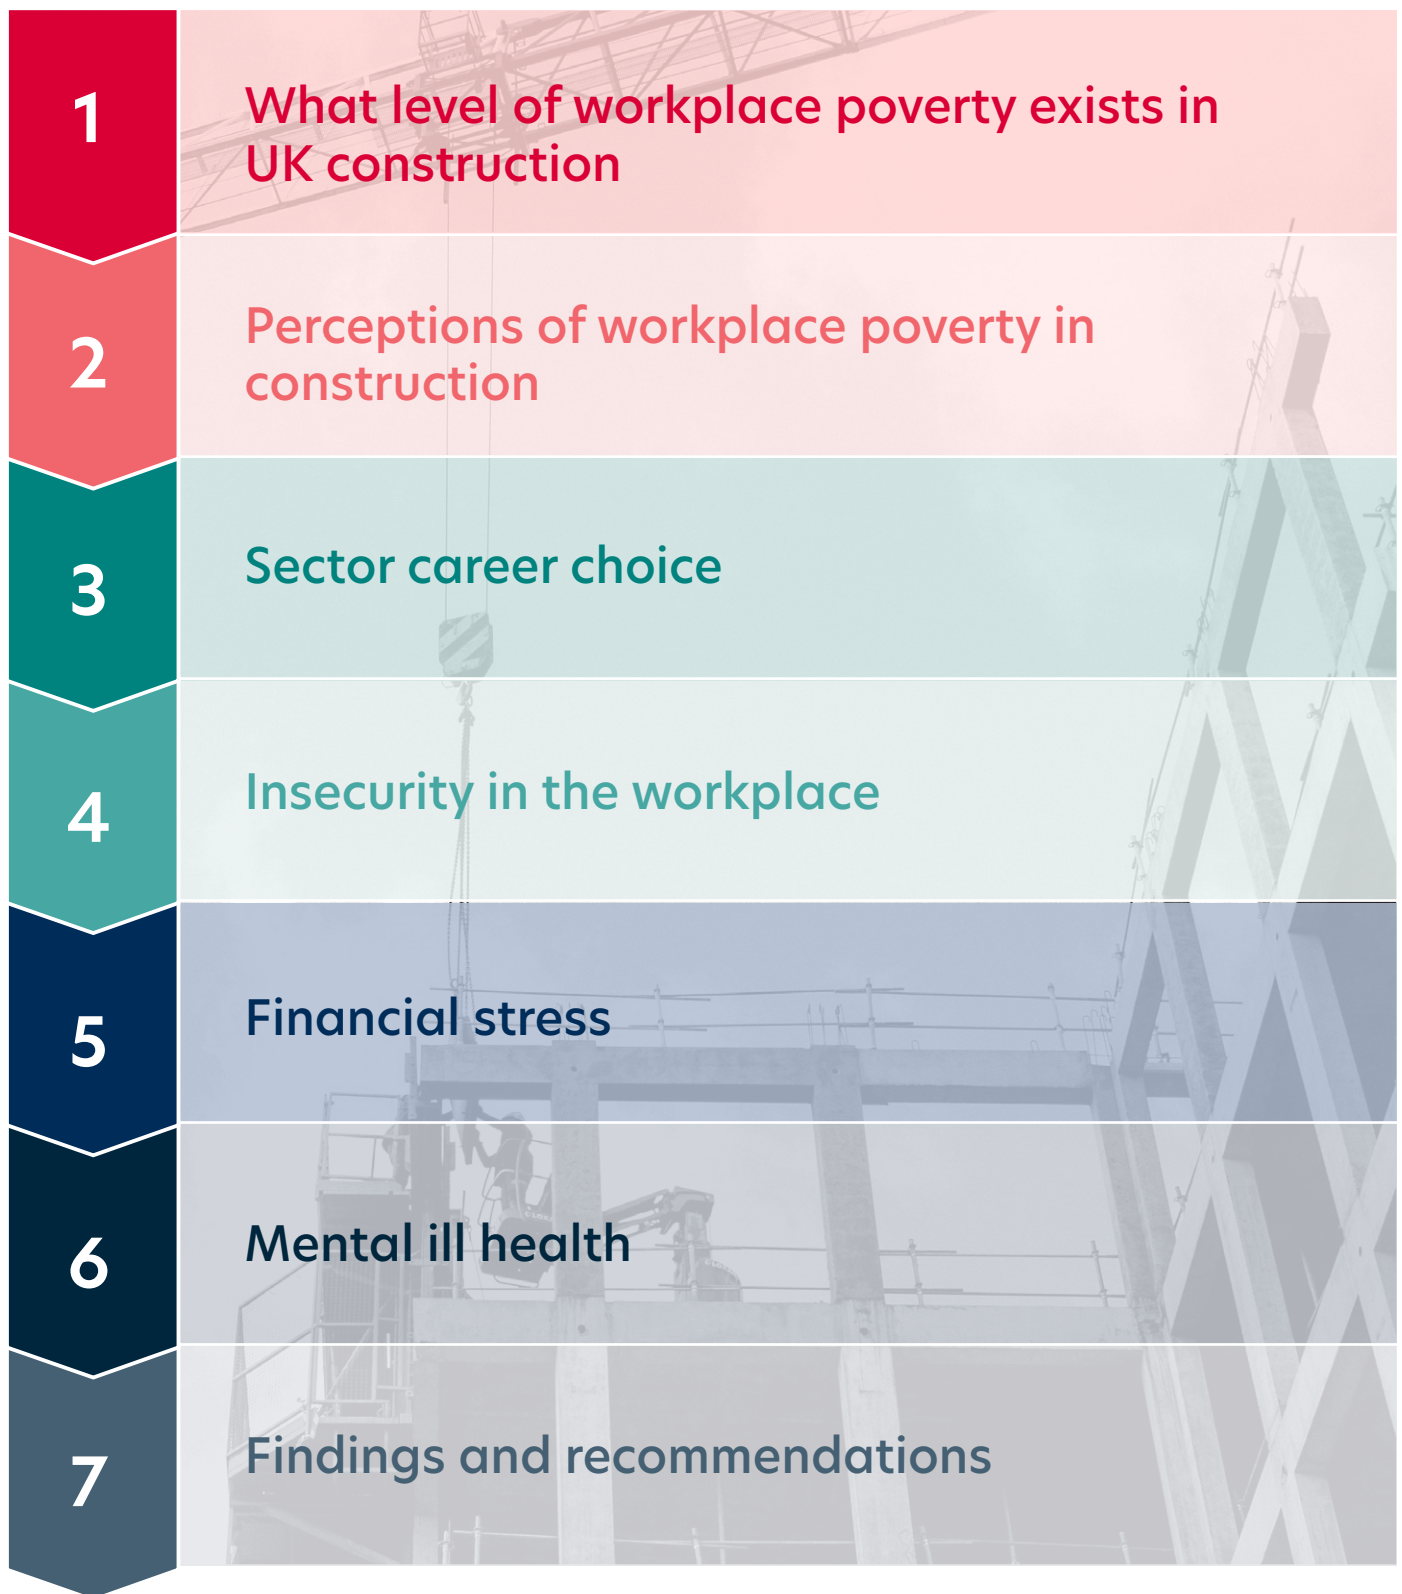 1
What level of workplace poverty exists in
UK construction
2
Perceptions of workplace poverty in
construction
3
Sector career choice
4
Insecurity in the workplace
5
Financial stress
6
Mental ill health
7
Findings and recommendations